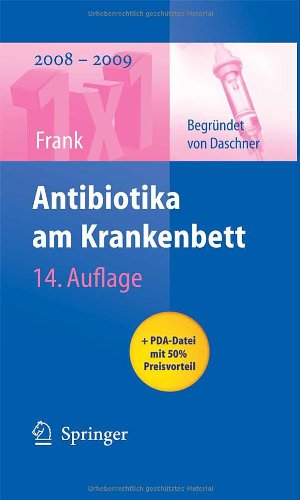 Urheberrechtlich geschütztes Material
2008 – 2009
1x1
Frank
Begründet
von Daschner
Antibiotika
am Krankenbett
14. Auflage
+ PDA-Datei
mit 50%
Preisvorteil
Springer
Urheberrechtlich geschütztes Material